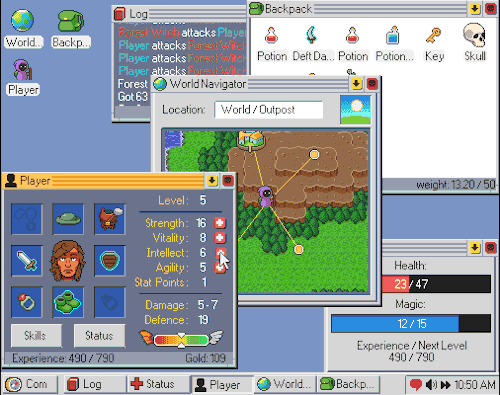 World..
Backp..
Player
Log
Player attacks
Forest Witch attacks Player
Player attacks Forest Witch
Player attacks Forest Witch
Player attacks Forest Witch
Forest
Got 63
Backpack
Potion
Deft Da...
Potion
Potion...
Key
Skull
weight: 13.20 / 50
World Navigator
Location:
World / Outpost
Player
Level: 5
Strength: 16
Vitality: 8
Intellect: 6
Agility: 5
Stat Points: 1
Damage: 5 - 7
Defence: 19
Skills
Status
Experience: 490 / 790
Gold: 109
Health:
23 / 47
Magic:
12 / 15
Experience / Next Level
490 / 790
Com
Log
Status
Player
World...
Backp...
10:50 AM